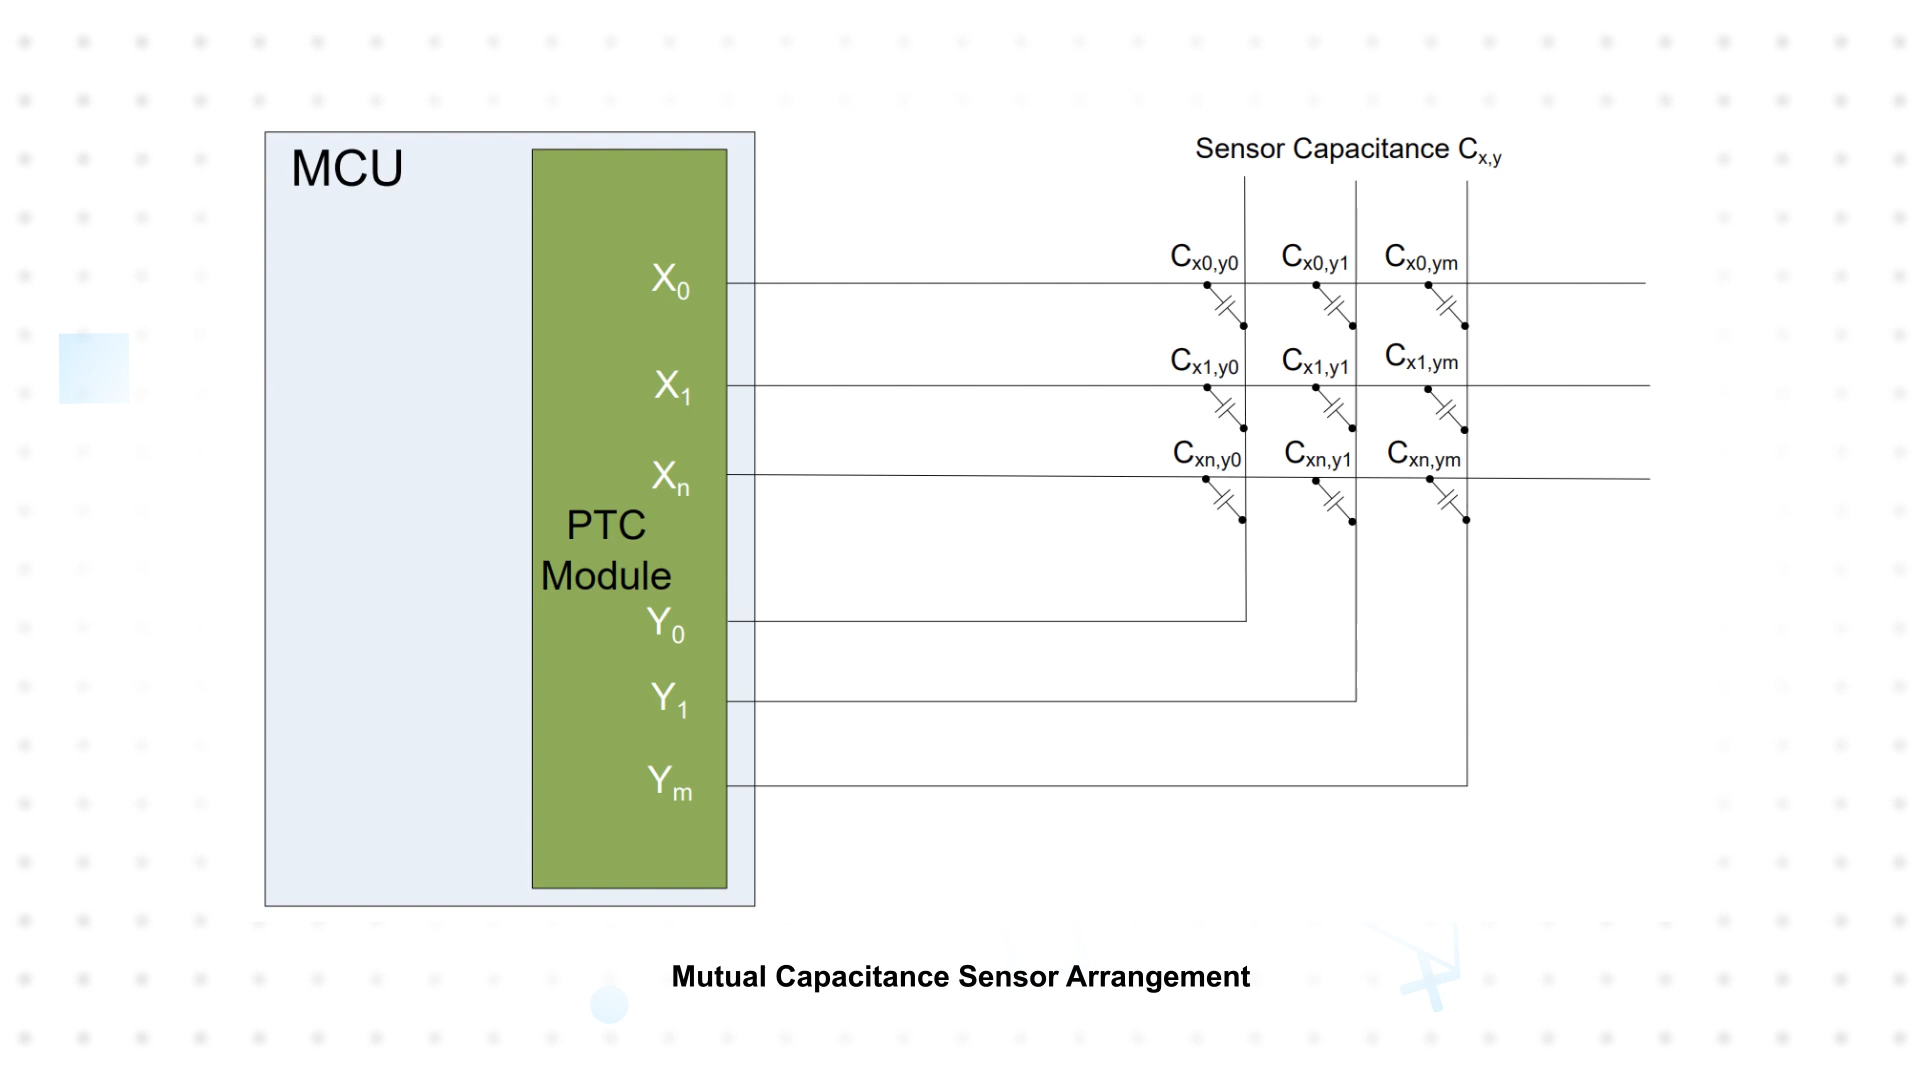 MCU
Sensor Capacitance Cx,y
X0
Cx0,y0 Cx0,y1 Cx0,ym
X1
Cx1,y0 Cx1,y1 Cx1,ym
Xn
Cxn,y0 Cxn,y1 Cxn,ym
PTC
Module
Y0
Y1
Ym
Mutual Capacitance Sensor Arrangement